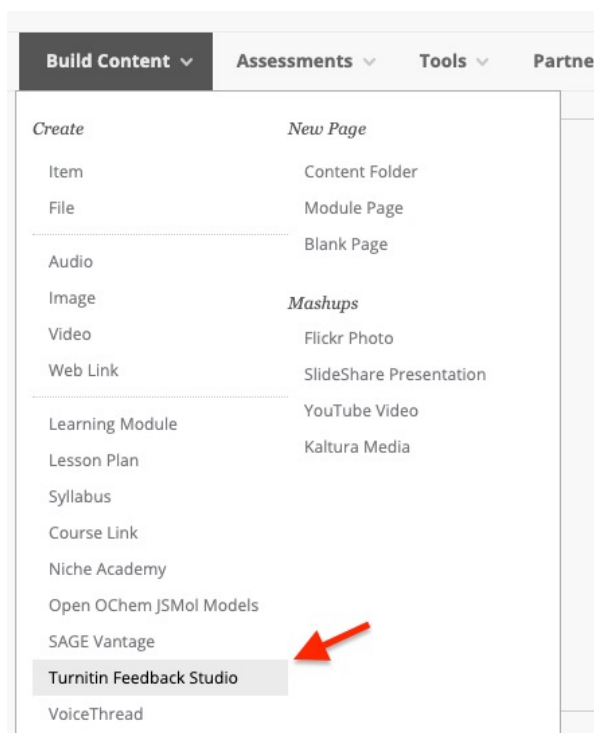 Build Content Assessments Tools Partne
Create
Item
File
Audio
Image
Video
Web Link
Learning Module
Lesson Plan
Syllabus
Course Link
Niche Academy
Open OChem JSMol Models
SAGE Vantage
Turnitin Feedback Studio
VoiceThread
New Page
Content Folder
Module Page
Blank Page
Mashups
Flickr Photo
SlideShare Presentation
YouTube Video
Kaltura Media